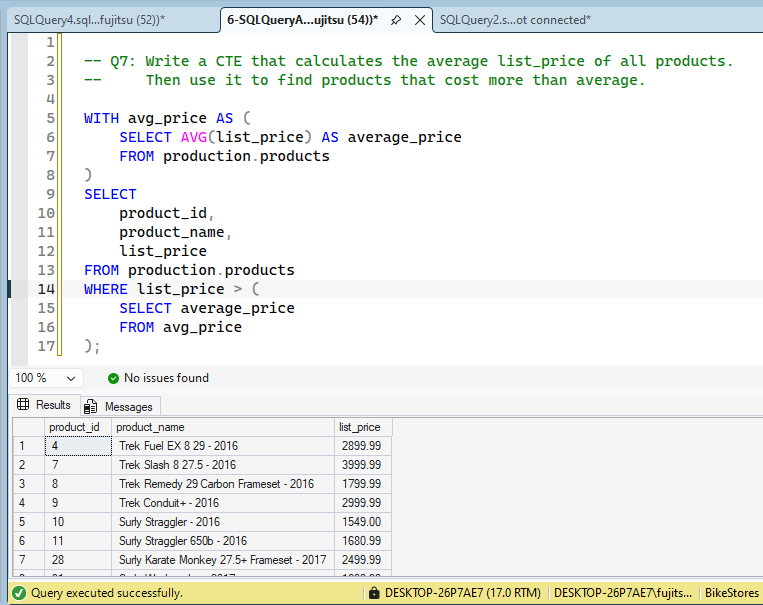 SQLQuery4.sql...fujitsu (52))*
6-SQLQueryA...ujitsu (54))*
SQLQuery2.s...ot connected*
1
2 -- Q7: Write a CTE that calculates the average list_price of all products.
3 --     Then use it to find products that cost more than average.
4
5 WITH avg_price AS (
6     SELECT AVG(list_price) AS average_price
7     FROM production.products
8 )
9 SELECT
10     product_id,
11     product_name,
12     list_price
13 FROM production.products
14 WHERE list_price > (
15     SELECT average_price
16     FROM avg_price
17 );
100 %
No issues found
Results Messages
product_id product_name list_price
1 4 Trek Fuel EX 8 29 - 2016 2899.99
2 7 Trek Slash 8 27.5 - 2016 3999.99
3 8 Trek Remedy 29 Carbon Frameset - 2016 1799.99
4 9 Trek Conduit+ - 2016 2999.99
5 10 Surly Straggler - 2016 1549.00
6 11 Surly Straggler 650b - 2016 1680.99
7 28 Surly Karate Monkey 27.5+ Frameset - 2017 2499.99
Query executed successfully. DESKTOP-26P7AE7 (17.0 RTM) DESKTOP-26P7AE7\fujits... BikeStores